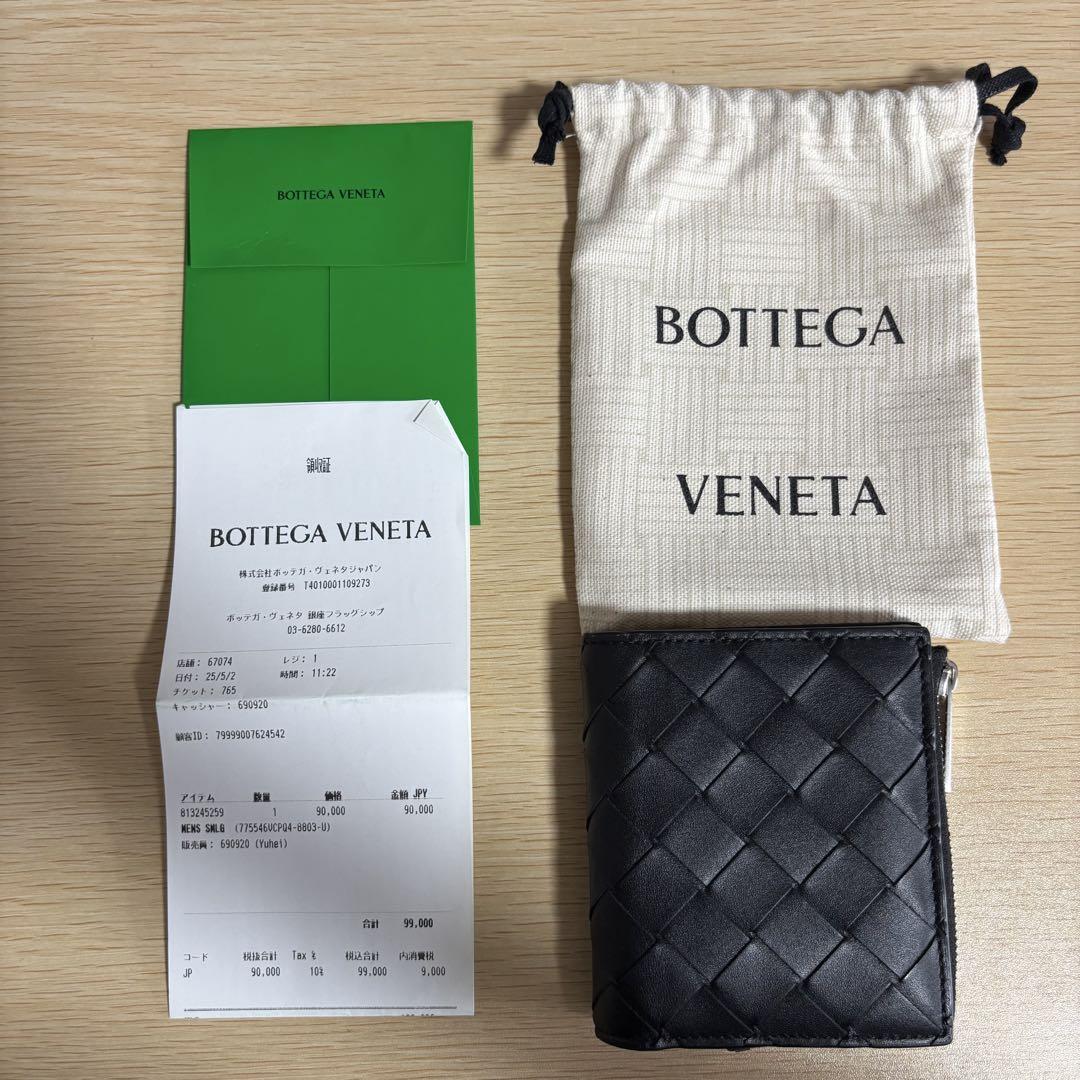 BOTTEGA VENETA
BOTTEGA
VENETA
領収証
BOTTEGA VENETA
株式会社ボッテガ・ヴェネタジャパン
登録番号 T4010001109273
ボッテガ・ヴェネタ 銀座フラッグシップ
03-6280-6612
店舗: 67074 レジ: 1
日付: 25/5/2 時間: 11:22
チケット: 765
キャッシャー: 690920
顧客ID: 79999007624542
アイテム 数量 価格 金額 JPY
813245259 1 90,000 90,000
MENS SMLG (775546VCPQ4-8803-U)
販売員: 690920 (Yuhei)
合計 99,000
コード 税抜合計 Tax % 税込合計 内消費税
JP 90,000 10% 99,000 9,000